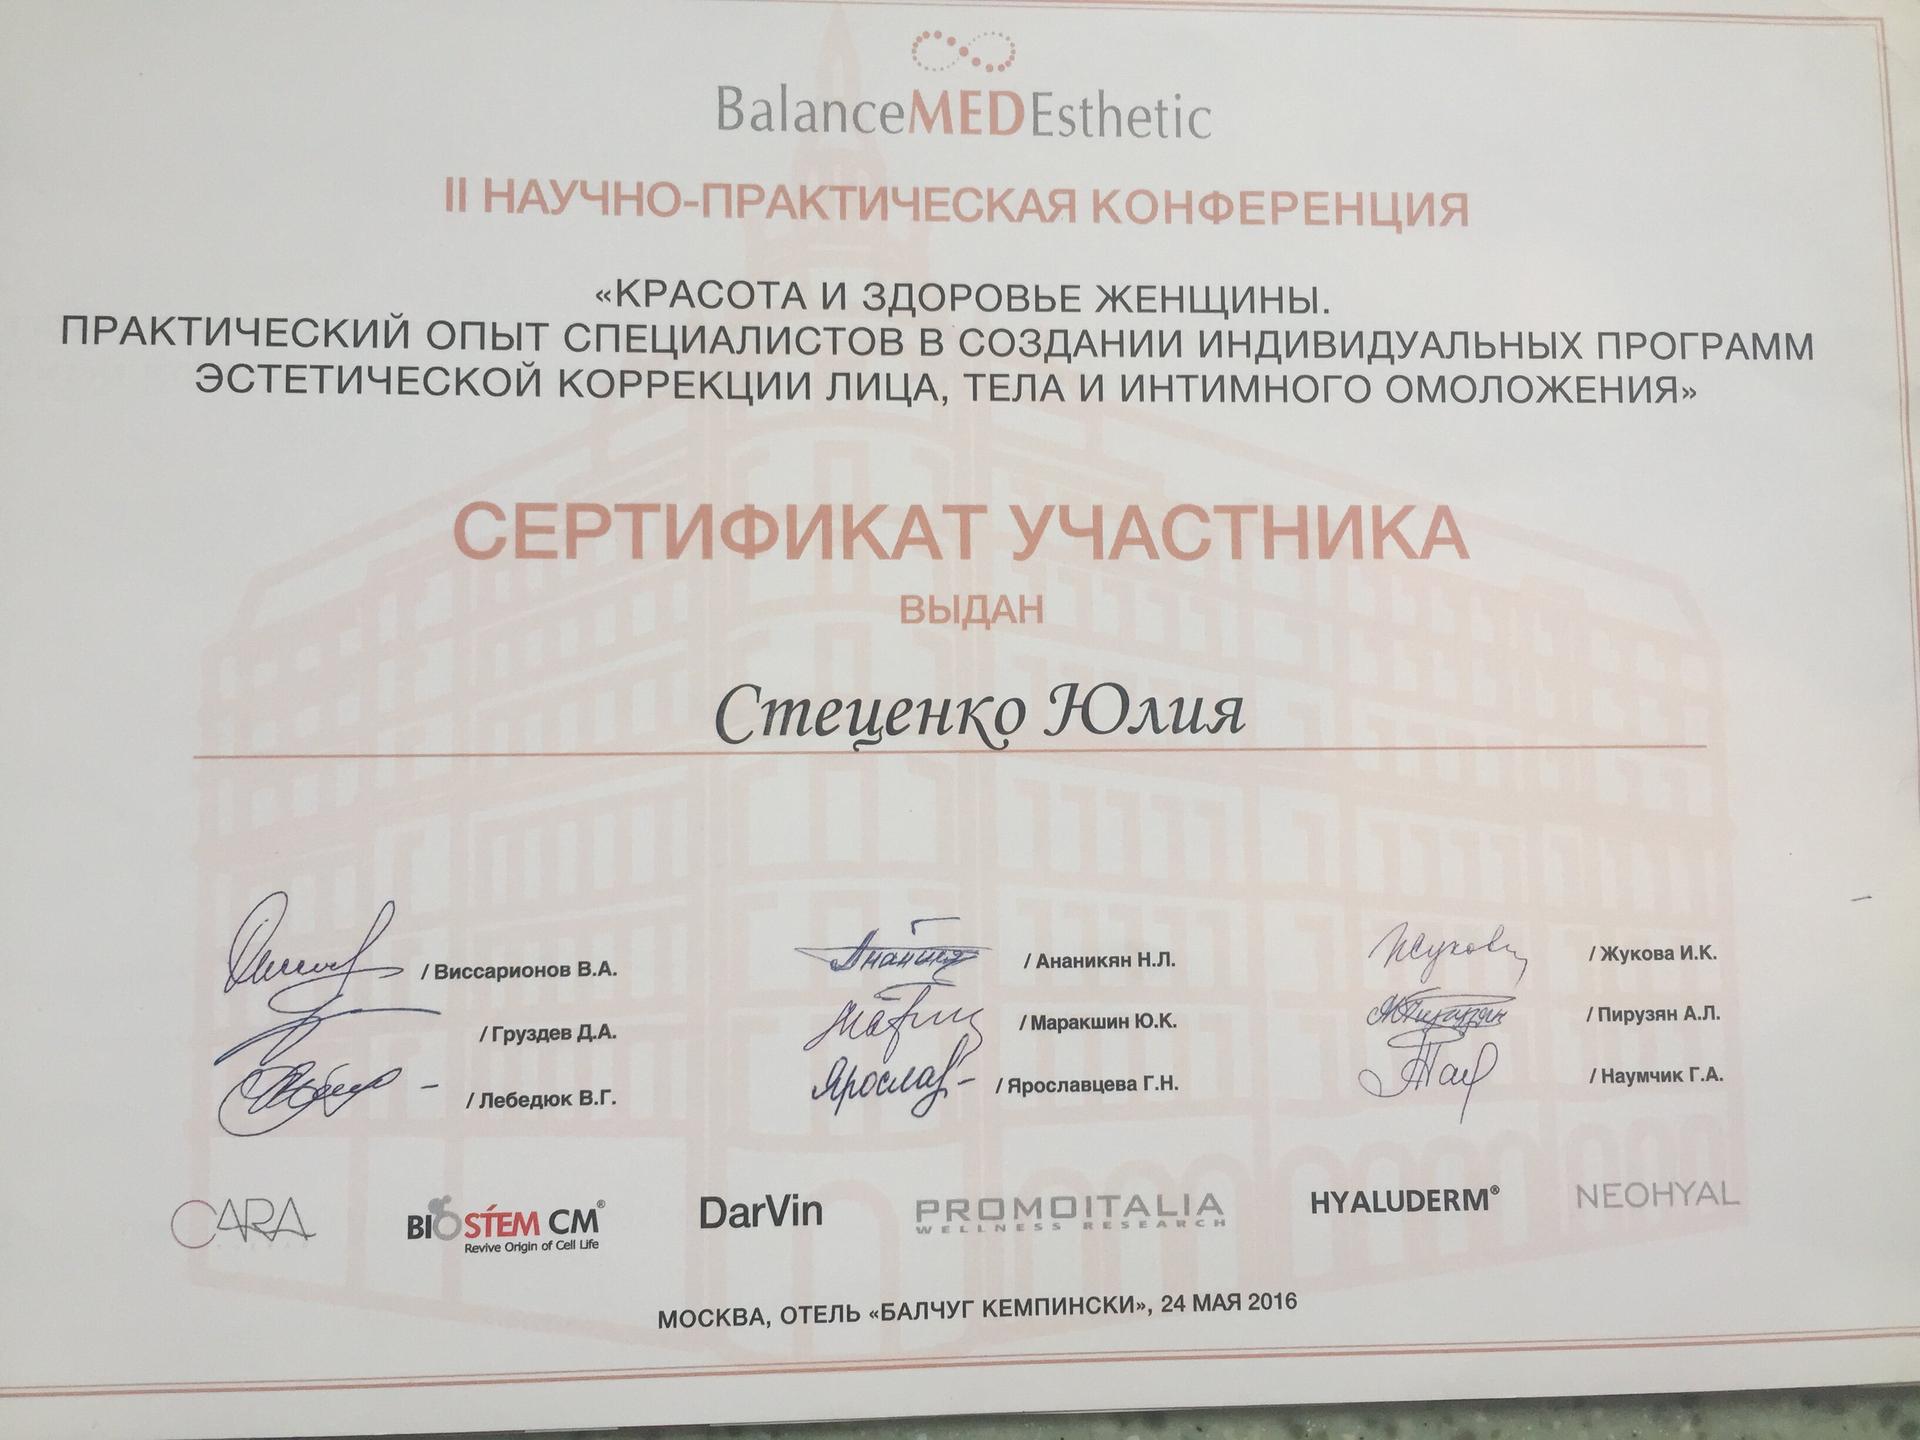 BalanceMEDEsthetic
II НАУЧНО-ПРАКТИЧЕСКАЯ КОНФЕРЕНЦИЯ
«КРАСОТА И ЗДОРОВЬЕ ЖЕНЩИНЫ.
ПРАКТИЧЕСКИЙ ОПЫТ СПЕЦИАЛИСТОВ В СОЗДАНИИ ИНДИВИДУАЛЬНЫХ ПРОГРАММ
ЭСТЕТИЧЕСКОЙ КОРРЕКЦИИ ЛИЦА, ТЕЛА И ИНТИМНОГО ОМОЛОЖЕНИЯ»
СЕРТИФИКАТ УЧАСТНИКА
ВЫДАН
Стеценко Юлия
/ Виссарионов В.А. / Ананикян Н.Л. / Жукова И.К.
/ Груздев Д.А. / Маракшин Ю.К. / Пирузян А.Л.
/ Лебедюк В.Г. / Ярославцева Г.Н. / Наумчик Г.А.
CARA BIOSTEM CM® DarVin PROMOITALIA HYALUDERM® NEOHYAL
Revive Origin of Cell Life WELLNESS RESEARCH
МОСКВА, ОТЕЛЬ «БАЛЧУГ КЕМПИНСКИ», 24 МАЯ 2016